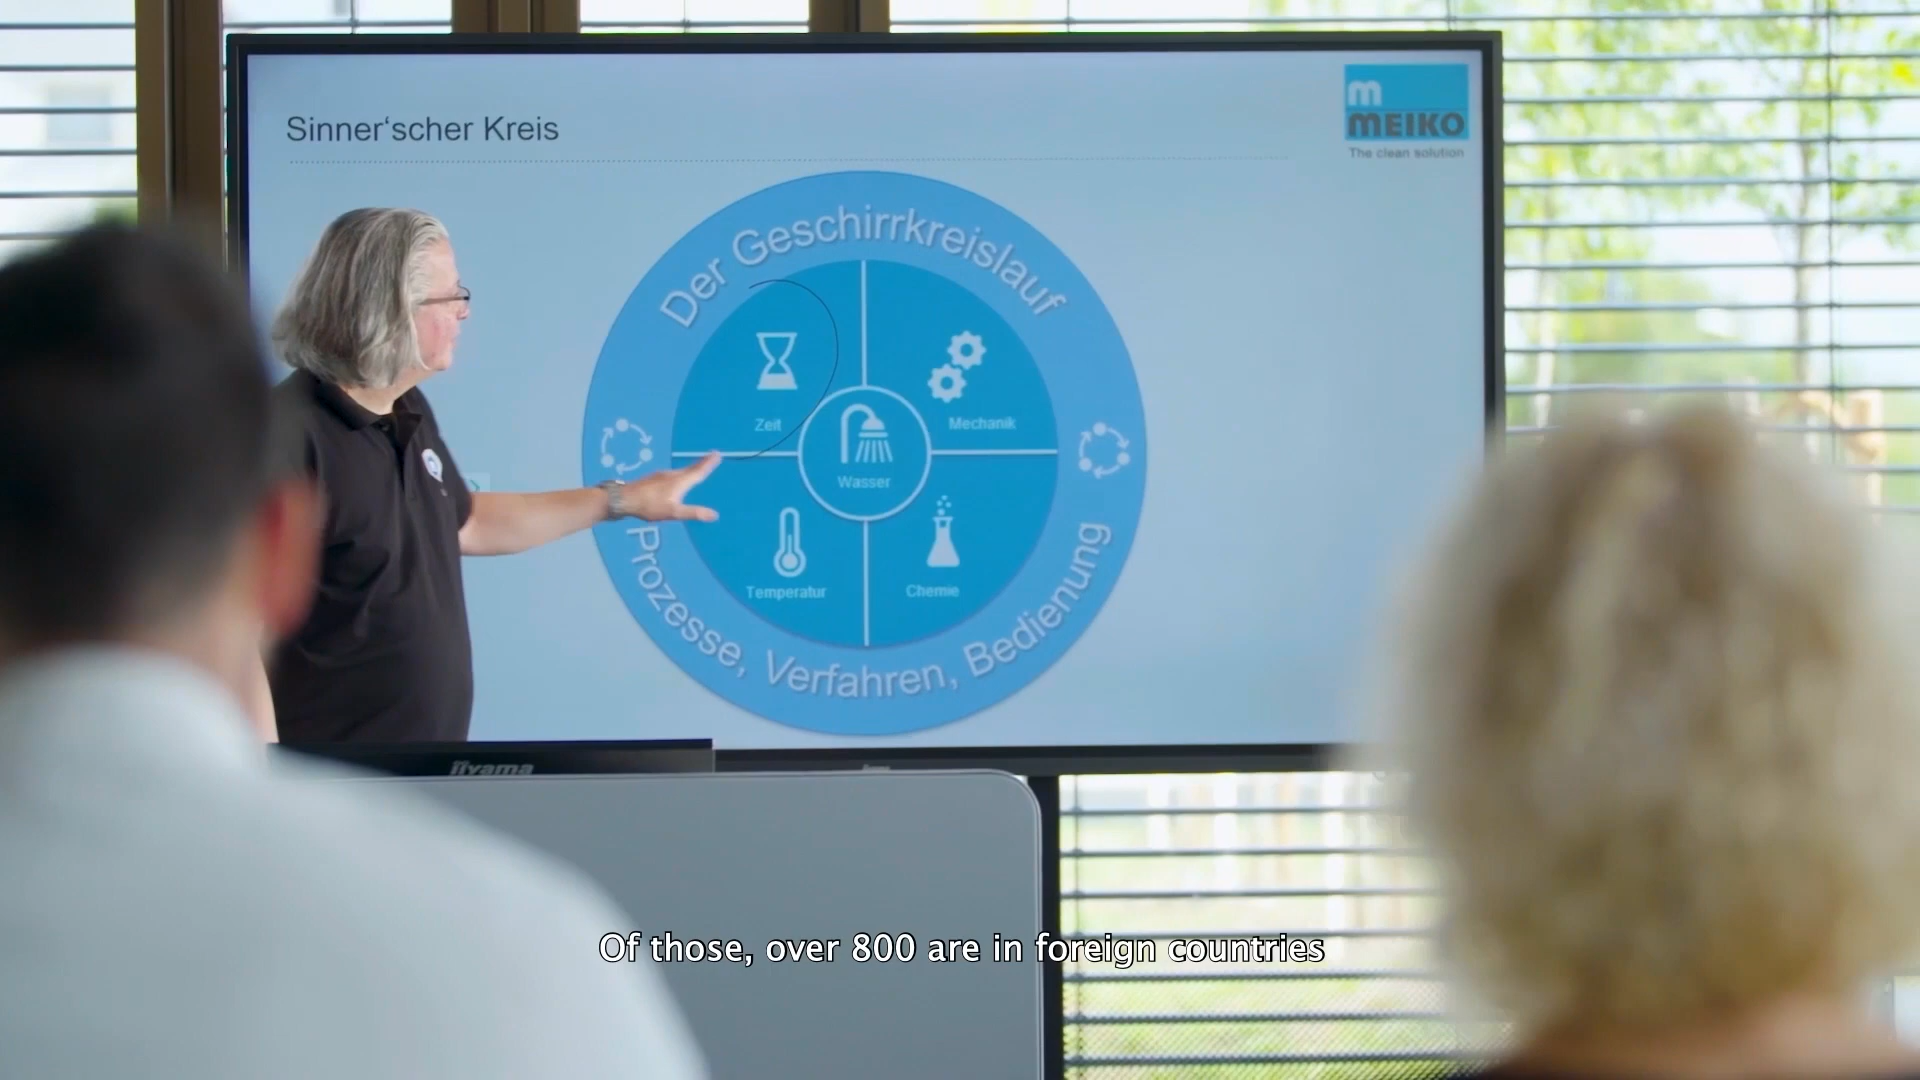 Sinner‘scher Kreis
m
MEIKO
The clean solution
Der Geschirrkreislauf
Zeit
Mechanik
Wasser
Temperatur
Chemie
Prozesse, Verfahren, Bedienung
iiyama
Of those, over 800 are in foreign countries